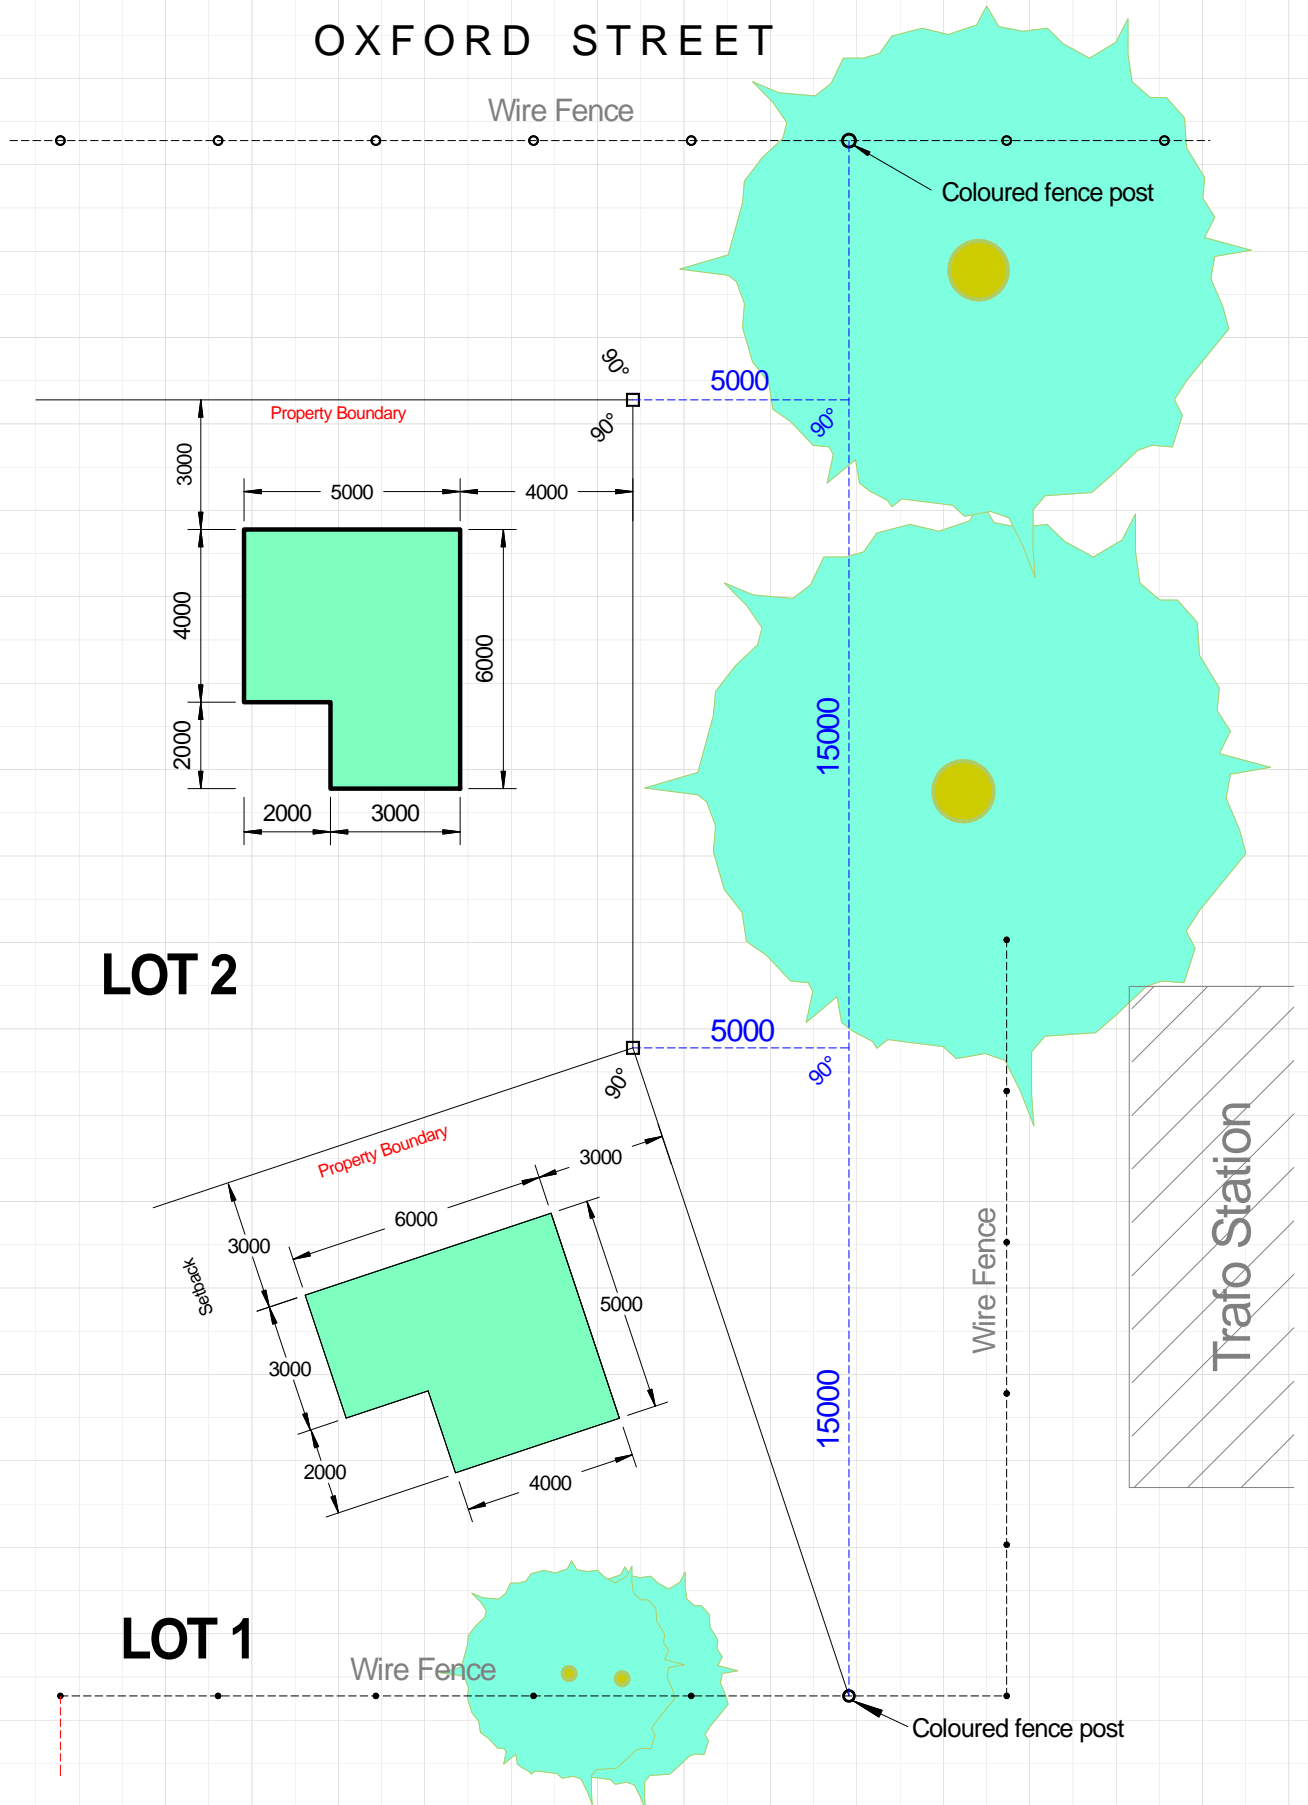 OXFORD STREET
Wire Fence
Coloured fence post
90°
5000
Property Boundary
90°
90°
3000
5000
4000
4000
6000
15000
2000
2000
3000
LOT 2
5000
90°
90°
Property Boundary
3000
6000
3000
Setback
5000
3000
2000
4000
Wire Fence
Trafo Station
15000
LOT 1
Wire Fence
Coloured fence post